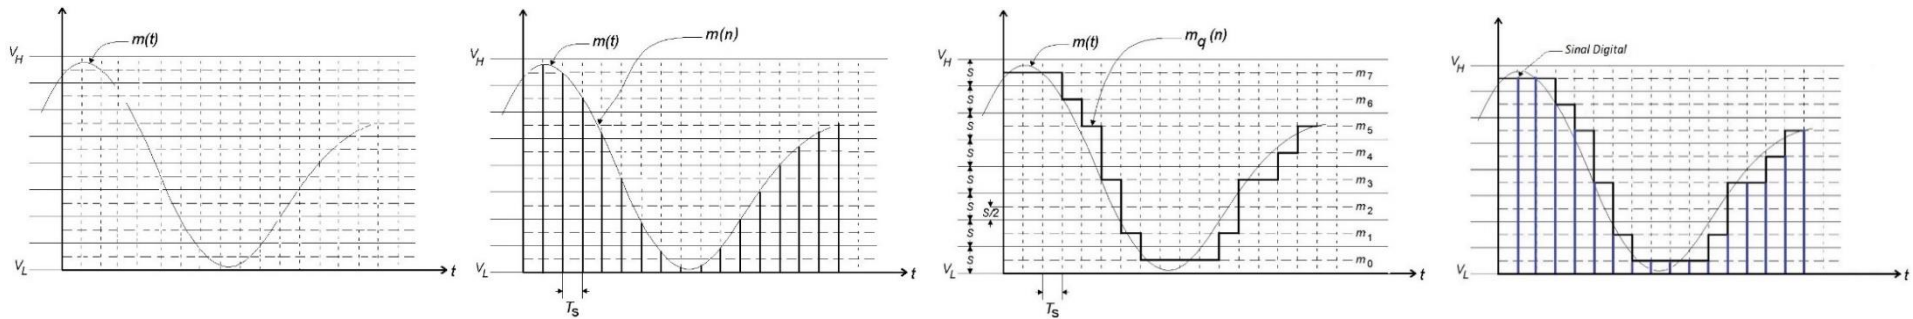 V_H
m(t)
V_L
t
V_H
m(t)
m(n)
V_L
t
T_S
V_H
m(t)
m_q (n)
S
S
S
S
S
S
S
S
S/2
m_7
m_6
m_5
m_4
m_3
m_2
m_1
m_0
V_L
t
T_S
V_H
Sinal Digital
V_L
t